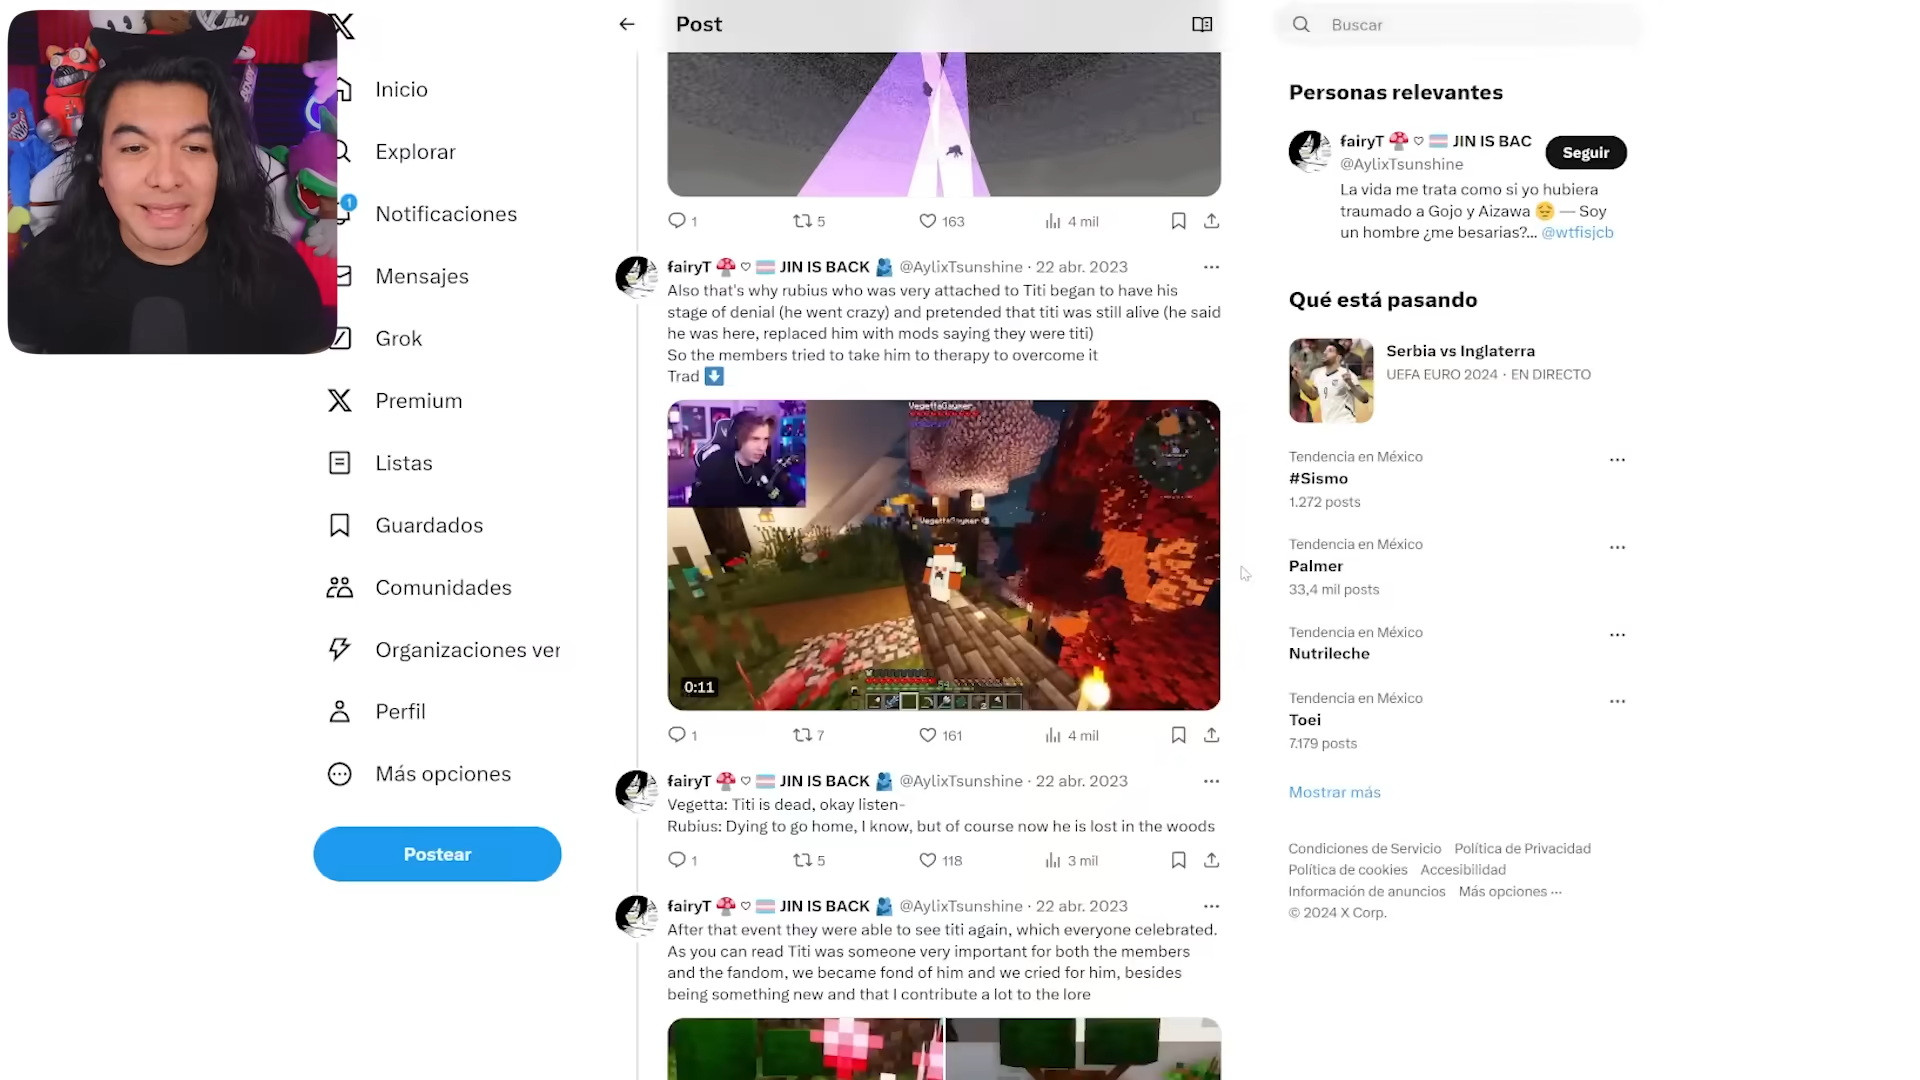 Inicio
Explorar
1
Notificaciones
Mensajes
Grok
Premium
Listas
Guardados
Comunidades
Organizaciones ver
Perfil
Más opciones
Postear
Post
1 5 163 4 mil
fairyT JIN IS BACK @AylixTsunshine · 22 abr. 2023
Also that's why rubius who was very attached to Titi began to have his
stage of denial (he went crazy) and pretended that titi was still alive (he said
he was here, replaced him with mods saying they were titi)
So the members tried to take him to therapy to overcome it
Trad
VegettaGaymer
VegettaGaymer
54
0:11
1 7 161 4 mil
fairyT JIN IS BACK @AylixTsunshine · 22 abr. 2023
Vegetta: Titi is dead, okay listen-
Rubius: Dying to go home, I know, but of course now he is lost in the woods
1 5 118 3 mil
fairyT JIN IS BACK @AylixTsunshine · 22 abr. 2023
After that event they were able to see titi again, which everyone celebrated.
As you can read Titi was someone very important for both the members
and the fandom, we became fond of him and we cried for him, besides
being something new and that I contribute a lot to the lore
Buscar
Personas relevantes
fairyT JIN IS BAC
@AylixTsunshine
Seguir
La vida me trata como si yo hubiera
traumado a Gojo y Aizawa — Soy
un hombre ¿me besarias?... @wtfisjcb
Qué está pasando
Serbia vs Inglaterra
UEFA EURO 2024 · EN DIRECTO
Tendencia en México
#Sismo
1.272 posts
Tendencia en México
Palmer
33,4 mil posts
Tendencia en México
Nutrileche
Tendencia en México
Toei
7.179 posts
Mostrar más
Condiciones de Servicio Política de Privacidad
Política de cookies Accesibilidad
Información de anuncios Más opciones ···
© 2024 X Corp.